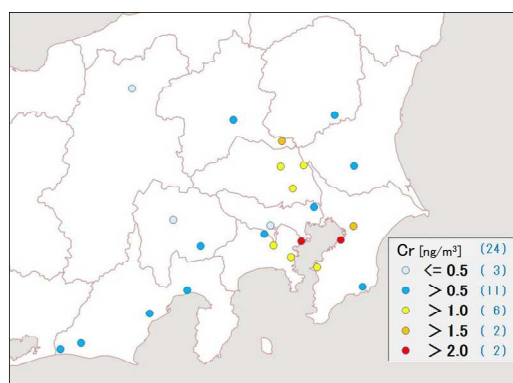 Cr [ng/m³] (24)
<= 0.5 ( 3)
> 0.5 (11)
> 1.0 ( 6)
> 1.5 ( 2)
> 2.0 ( 2)